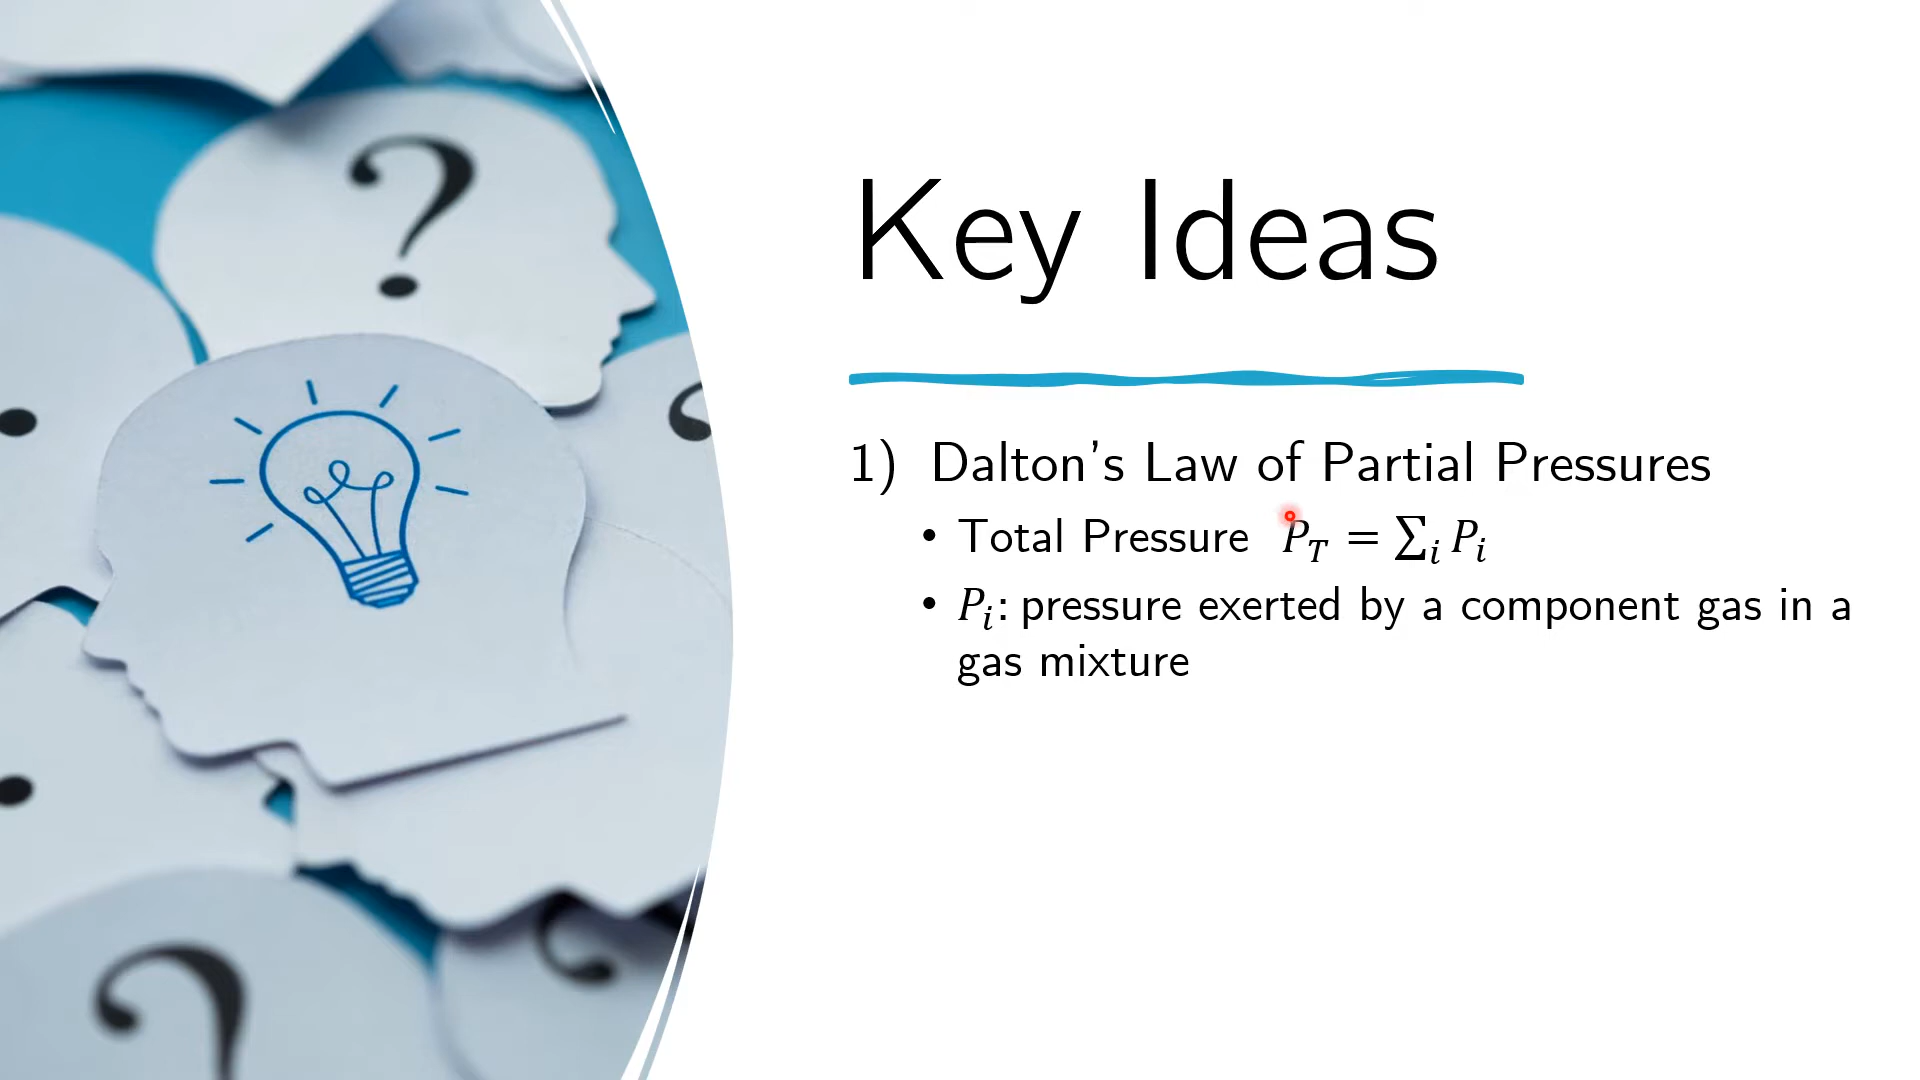 ?
Key Ideas
1) Dalton's Law of Partial Pressures
• Total Pressure P_T = ∑_i P_i
• P_i: pressure exerted by a component gas in a
gas mixture
?